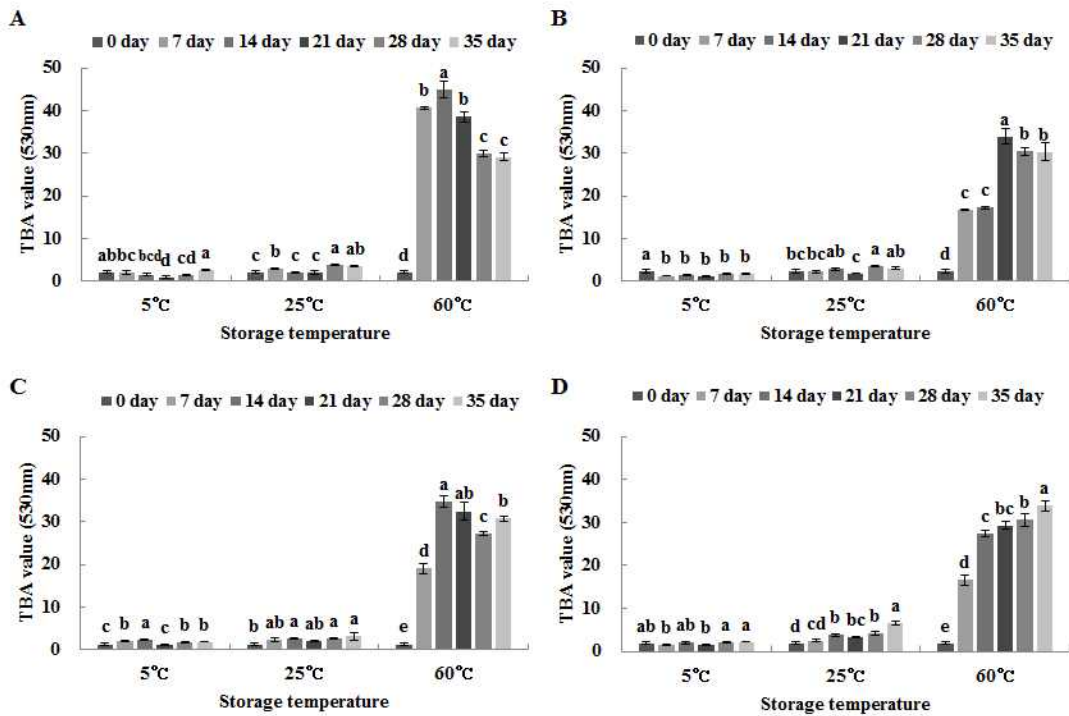 A
0 day 7 day 14 day 21 day 28 day 35 day
TBA value (530nm)
50
40
30
20
10
0
ab bc bcd d cd a
c b c c a ab
d b a b c c
5℃ 25℃ 60℃
Storage temperature
B
0 day 7 day 14 day 21 day 28 day 35 day
TBA value (530nm)
50
40
30
20
10
0
a b b b b b
bc bc ab c a ab
d c c a b b
5℃ 25℃ 60℃
Storage temperature
C
0 day 7 day 14 day 21 day 28 day 35 day
TBA value (530nm)
50
40
30
20
10
0
c b a c b b
b ab a ab a a
e d a ab c b
5℃ 25℃ 60℃
Storage temperature
D
0 day 7 day 14 day 21 day 28 day 35 day
TBA value (530nm)
50
40
30
20
10
0
ab b ab b a a
d cd b bc b a
e d c bc b a
5℃ 25℃ 60℃
Storage temperature